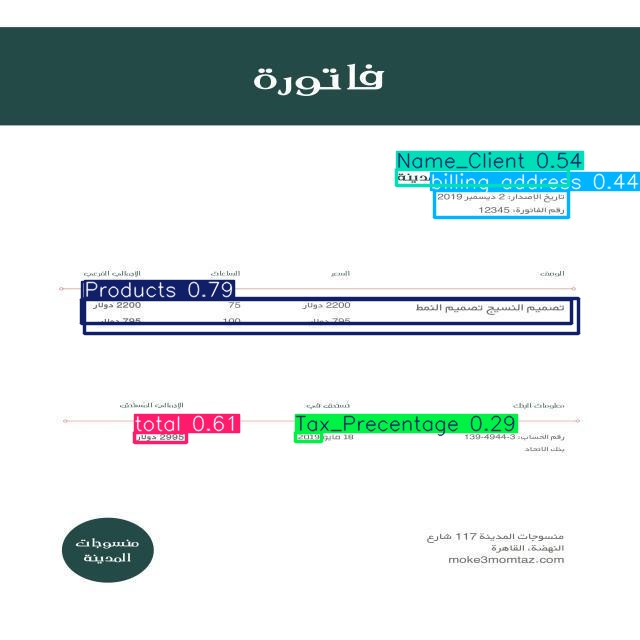 فاتورة
Name_Client 0.54
billing_address 0.44
تاريخ الإصدار: 2 ديسمبر 2019
رقم الفاتورة: 12345
الوصف السعر الساعات الإجمالي الفرعي
Products 0.79
تصميم النسيج تصميم النمط 2200 دولار 75 2200 دولار
795 دولار 100 795 دولار
معلومات البنك تستحق في: الإجمالي المستحق
Tax_Precentage 0.29 total 0.61
رقم الحساب: 3-4944-139 18 مايو 2019 2995 دولار
بنك الاتحاد
منسوجات المدينة
منسوجات المدينة 117 شارع
النهضة، القاهرة
moke3momtaz.com